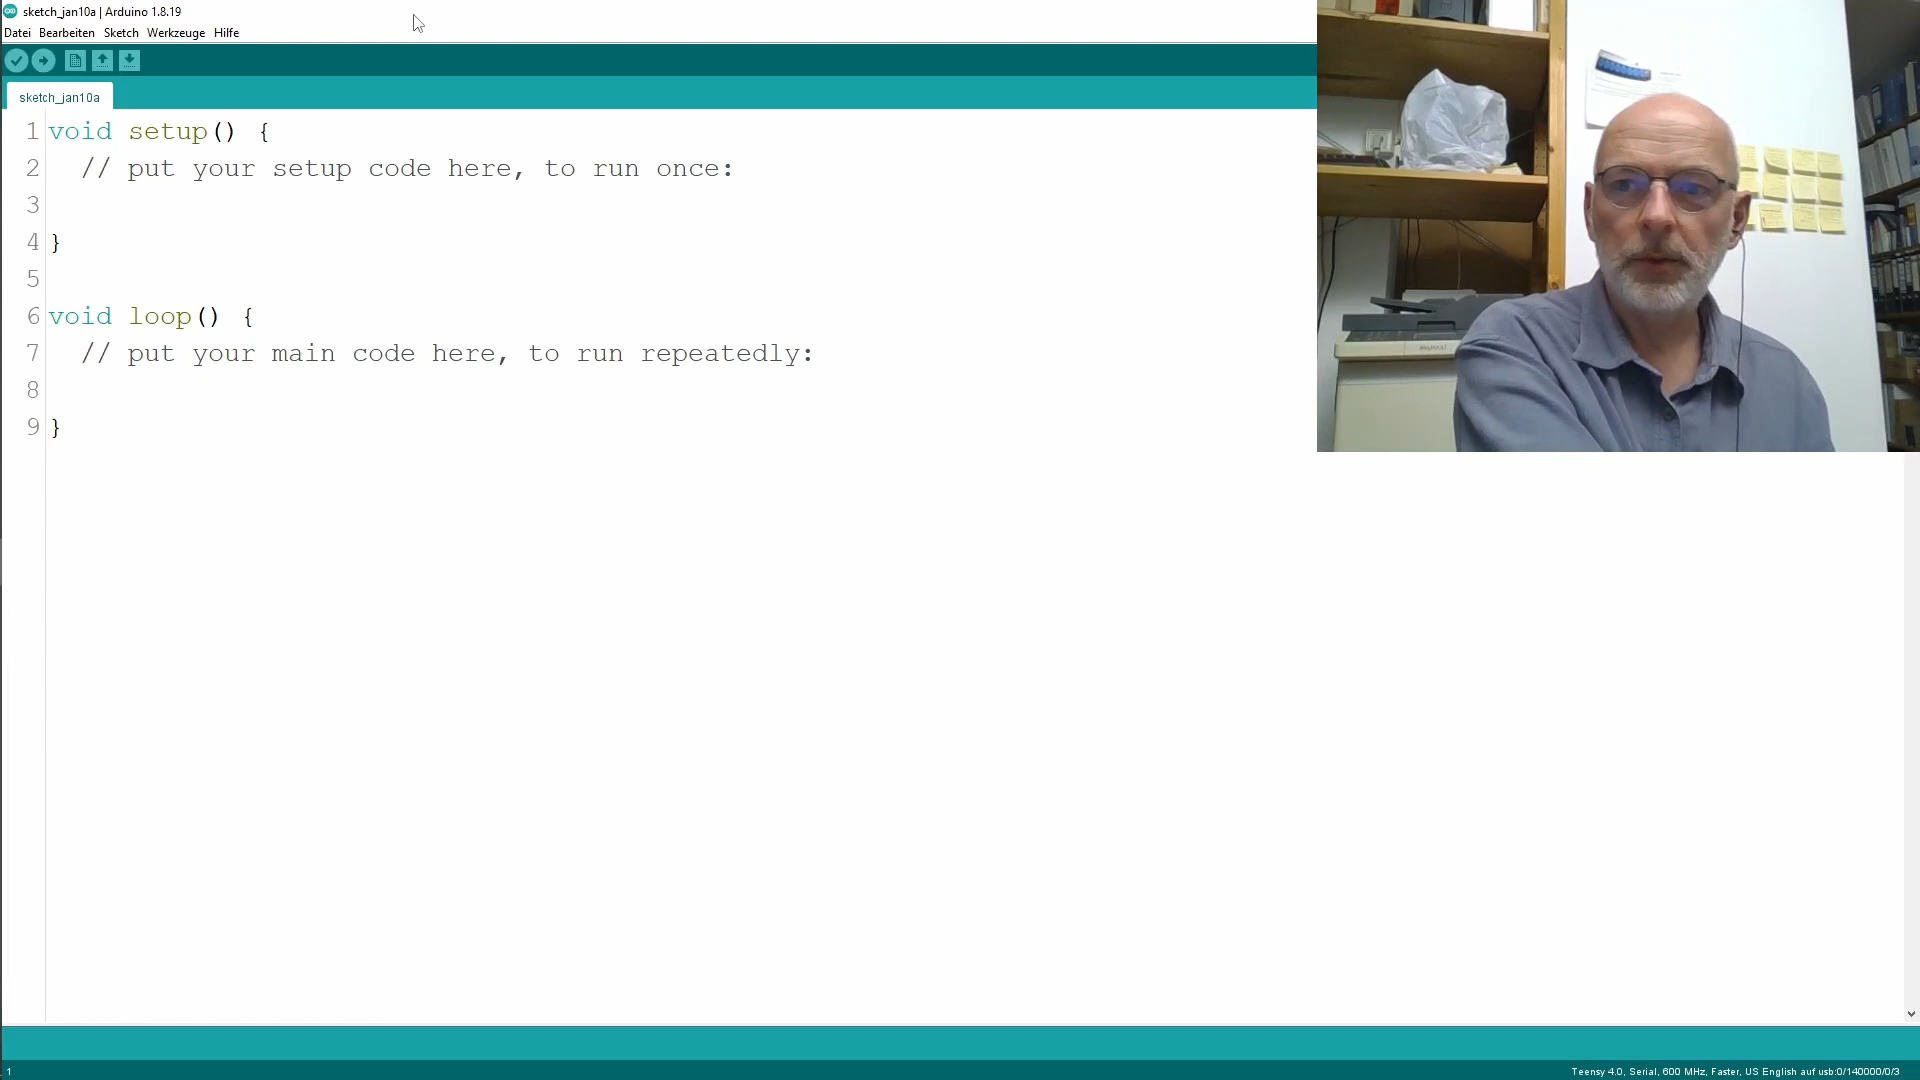 sketch_jan10a | Arduino 1.8.19
Datei Bearbeiten Sketch Werkzeuge Hilfe
sketch_jan10a
1 void setup() {
2 // put your setup code here, to run once:
3
4 }
5
6 void loop() {
7 // put your main code here, to run repeatedly:
8
9 }
1
Teensy 4.0, Serial, 600 MHz, Faster, US English auf usb:0/140000/0/3